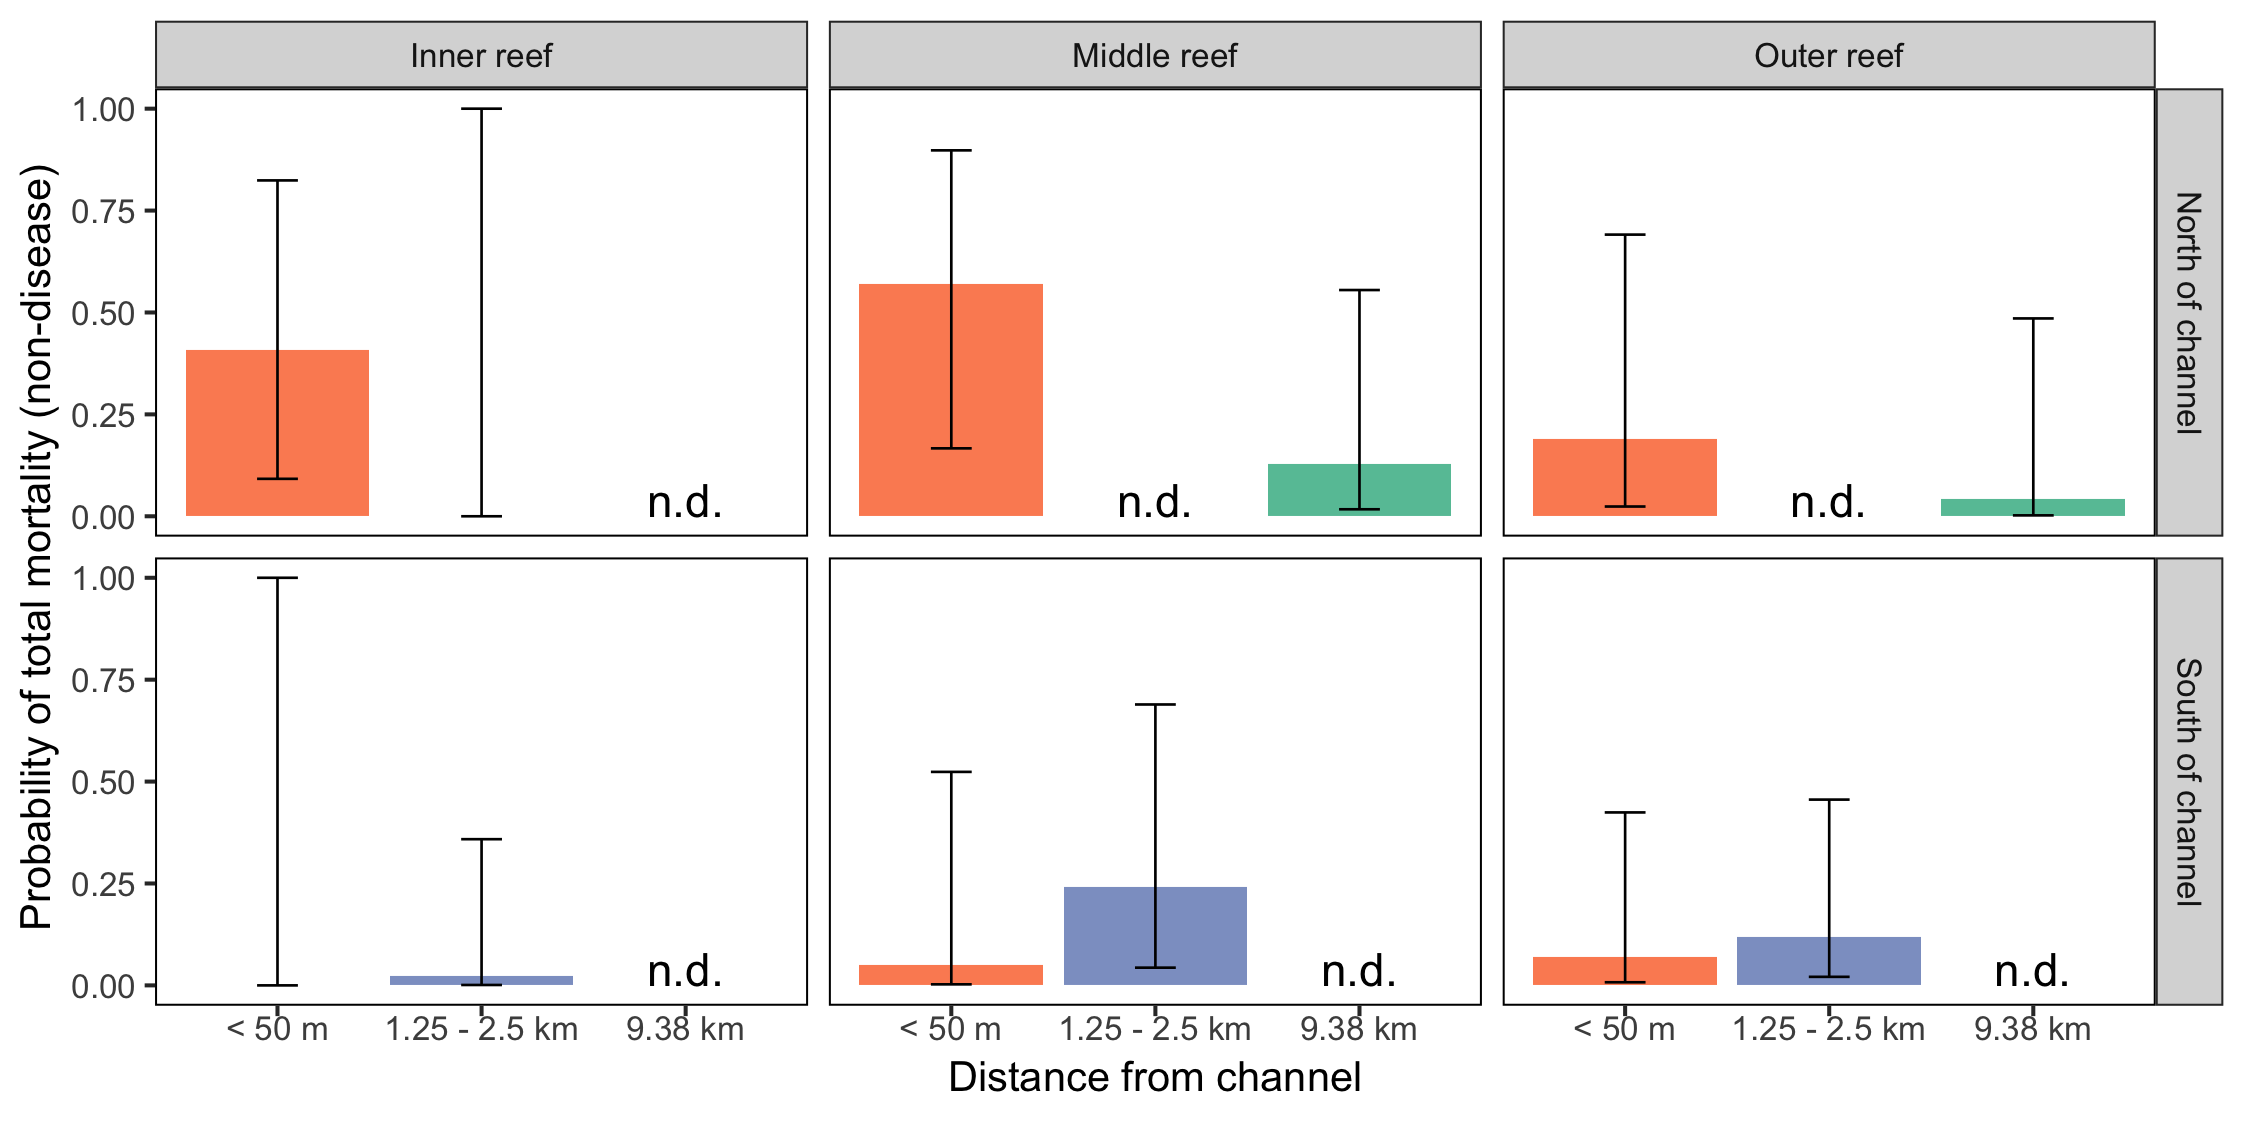 Inner reef
Middle reef
Outer reef
Probability of total mortality (non-disease)
1.00
0.75
0.50
0.25
0.00
n.d.
n.d.
n.d.
North of channel
1.00
0.75
0.50
0.25
0.00
n.d.
n.d.
n.d.
South of channel
< 50 m 1.25 - 2.5 km 9.38 km
< 50 m 1.25 - 2.5 km 9.38 km
< 50 m 1.25 - 2.5 km 9.38 km
Distance from channel